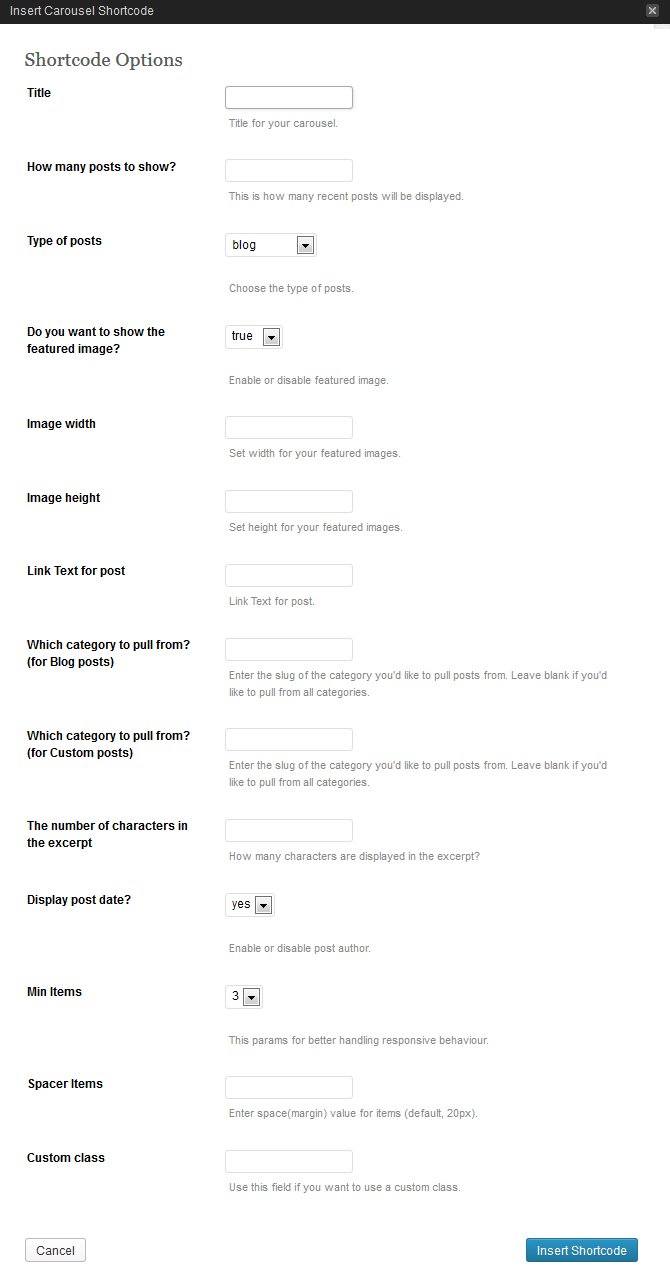 Insert Carousel Shortcode
Shortcode Options
Title
Title for your carousel.
How many posts to show?
This is how many recent posts will be displayed.
Type of posts
blog
Choose the type of posts.
Do you want to show the
featured image?
true
Enable or disable featured image.
Image width
Set width for your featured images.
Image height
Set height for your featured images.
Link Text for post
Link Text for post.
Which category to pull from?
(for Blog posts)
Enter the slug of the category you'd like to pull posts from. Leave blank if you'd
like to pull from all categories.
Which category to pull from?
(for Custom posts)
Enter the slug of the category you'd like to pull posts from. Leave blank if you'd
like to pull from all categories.
The number of characters in
the excerpt
How many characters are displayed in the excerpt?
Display post date?
yes
Enable or disable post author.
Min Items
3
This params for better handling responsive behaviour.
Spacer Items
Enter space(margin) value for items (default, 20px).
Custom class
Use this field if you want to use a custom class.
Cancel
Insert Shortcode